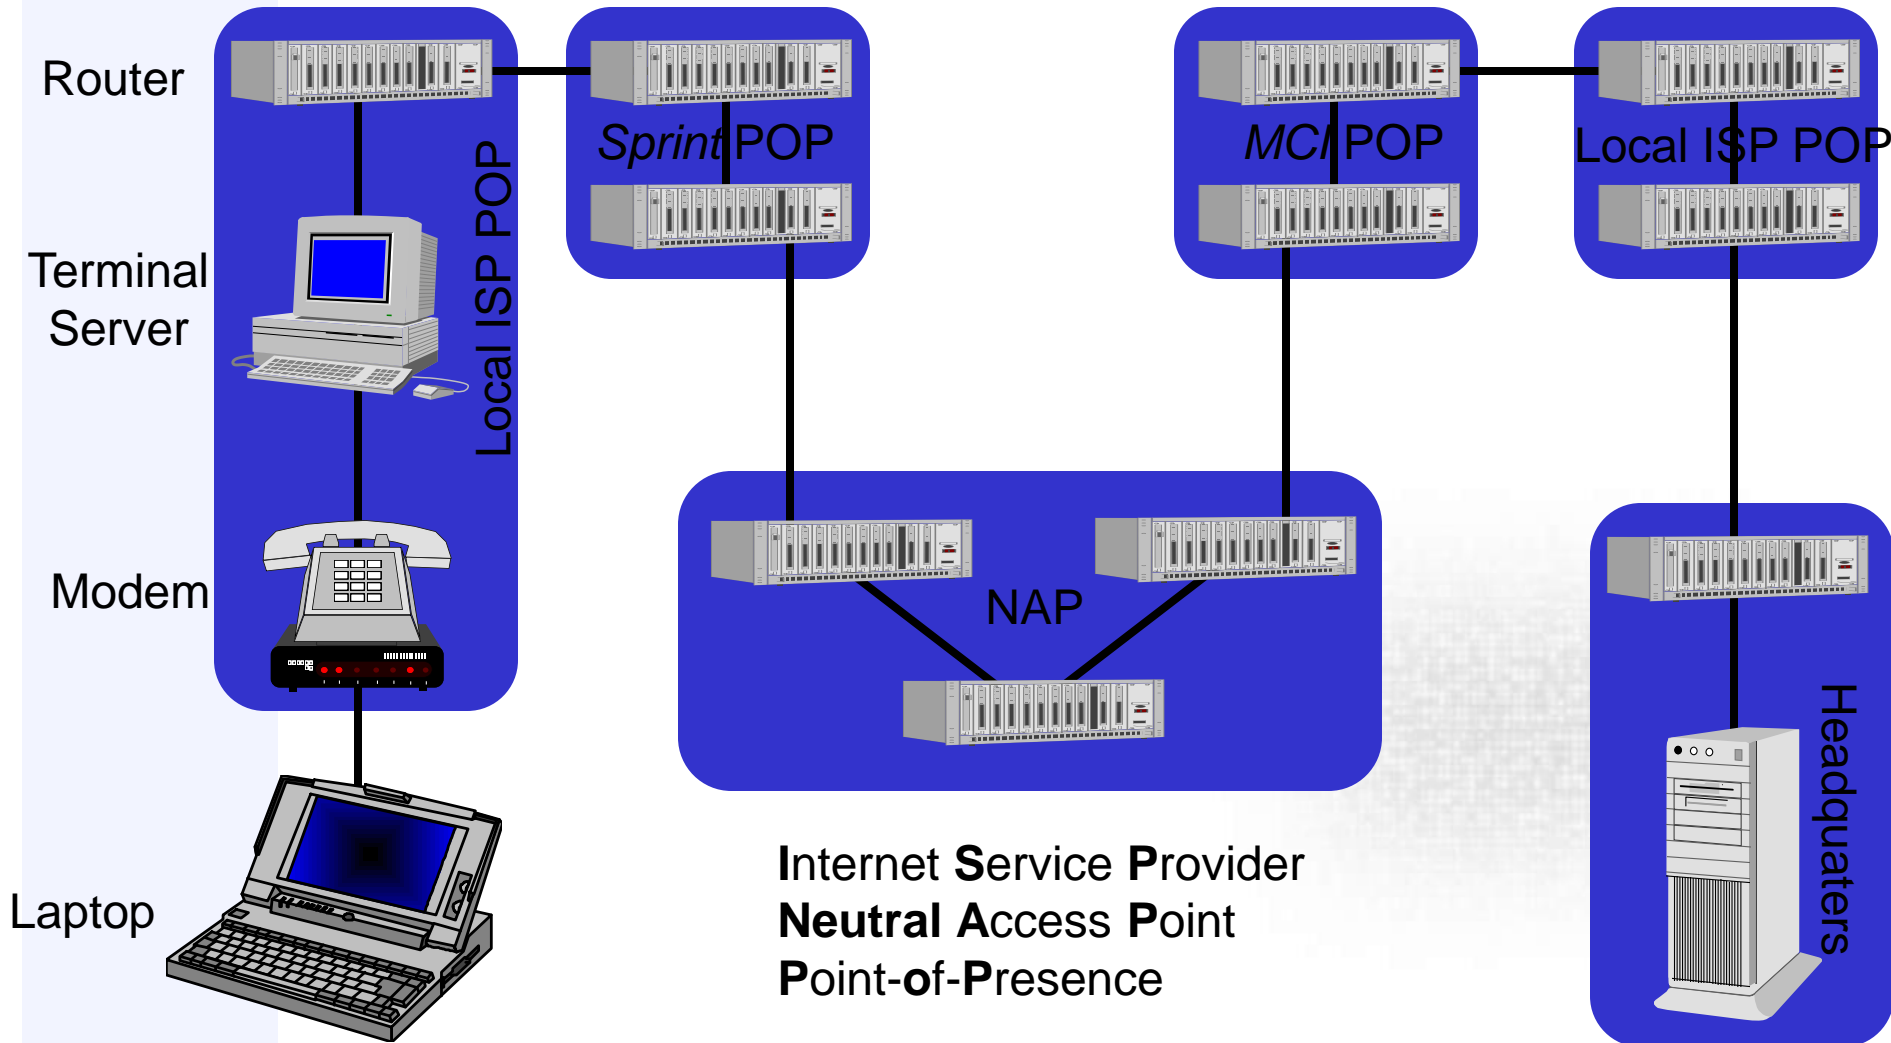 Router
Sprint POP
MCI POP
Local ISP POP
Local ISP POP
Terminal
Server
Modem
NAP
Headquaters
Laptop
Internet Service Provider
Neutral Access Point
Point-of-Presence